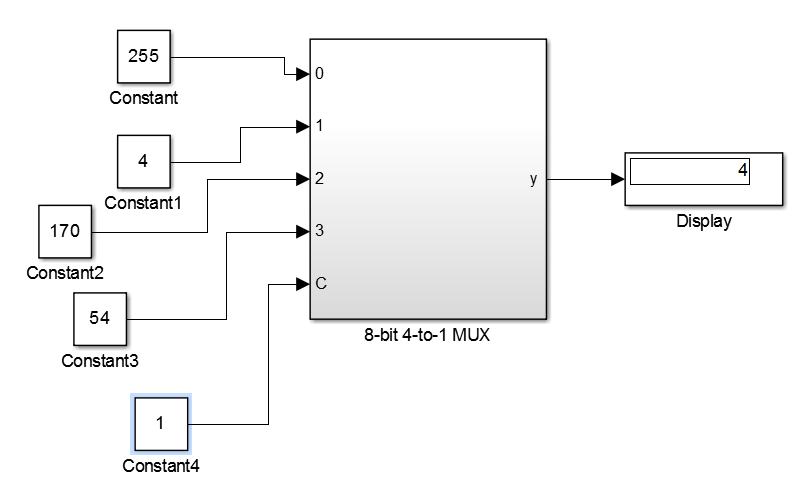 255
Constant
0
4
Constant1
1
170
Constant2
2
y
4
Display
54
Constant3
3
C
8-bit 4-to-1 MUX
1
Constant4